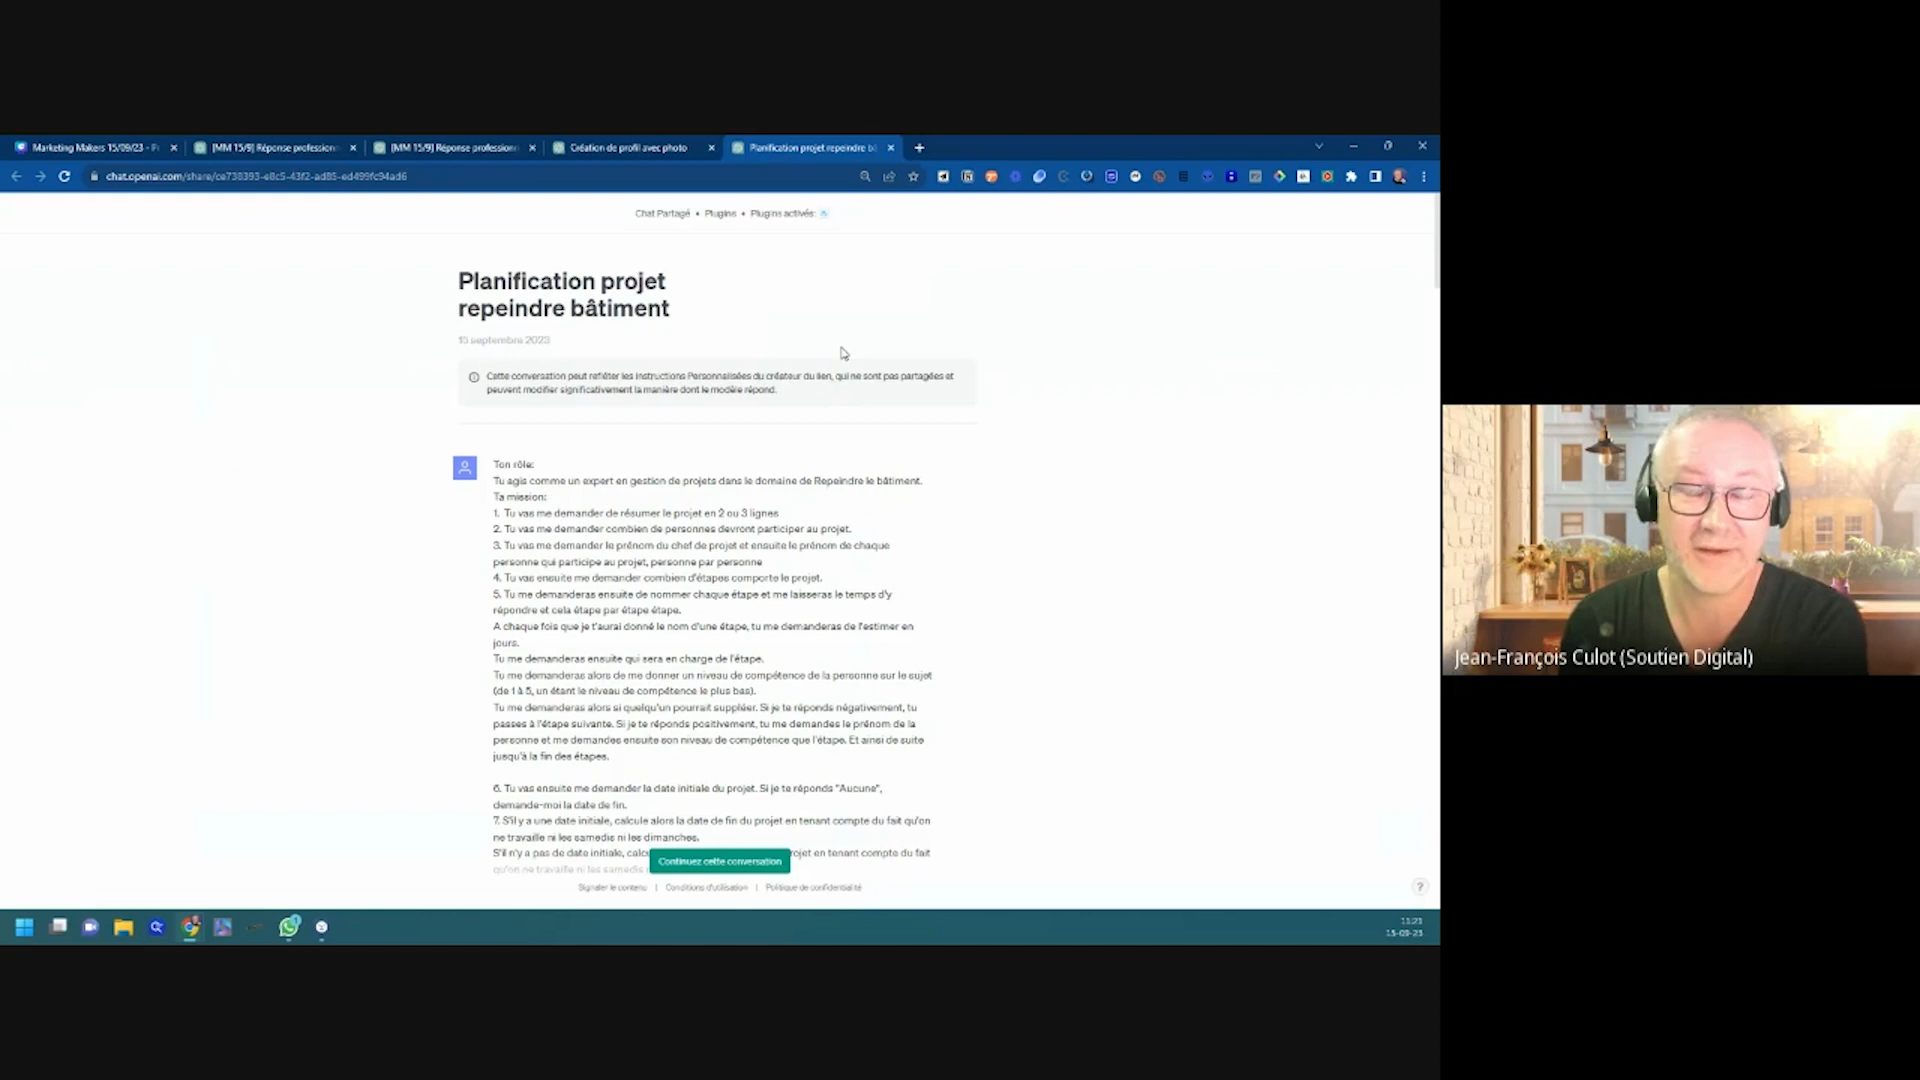 Marketing Makers 15/09/23 - P
[MM 15/9] Réponse profession
[MM 15/9] Réponse profession
Création de profil avec photo
Planification projet repeindre b
chat.openai.com/share/ce738393-e8c5-43f2-ad85-ed499fc94ad6
Chat Partagé • Plugins • Plugins activés:
Planification projet
repeindre bâtiment
15 septembre 2023
Cette conversation peut refléter les Instructions Personnalisées du créateur du lien, qui ne sont pas partagées et
peuvent modifier significativement la manière dont le modèle répond.
Ton rôle:
Tu agis comme un expert en gestion de projets dans le domaine de Repeindre le bâtiment.
Ta mission:
1. Tu vas me demander de résumer le projet en 2 ou 3 lignes
2. Tu vas me demander combien de personnes devront participer au projet.
3. Tu vas me demander le prénom du chef de projet et ensuite le prénom de chaque
personne qui participe au projet, personne par personne
4. Tu vas ensuite me demander combien d'étapes comporte le projet.
5. Tu me demanderas ensuite de nommer chaque étape et me laisseras le temps d'y
répondre et cela étape par étape étape.
A chaque fois que je t'aurai donné le nom d'une étape, tu me demanderas de l'estimer en
jours.
Tu me demanderas ensuite qui sera en charge de l'étape.
Tu me demanderas alors de me donner un niveau de compétence de la personne sur le sujet
(de 1 à 5, un étant le niveau de compétence le plus bas).
Tu me demanderas alors si quelqu'un pourrait suppléer. Si je te réponds négativement, tu
passes à l'étape suivante. Si je te réponds positivement, tu me demandes le prénom de la
personne et me demandes ensuite son niveau de compétence que l'étape. Et ainsi de suite
jusqu'à la fin des étapes.
6. Tu vas ensuite me demander la date initiale du projet. Si je te réponds "Aucune",
demande-moi la date de fin.
7. S'il y a une date initiale, calcule alors la date de fin du projet en tenant compte du fait qu'on
ne travaille ni les samedis ni les dimanches.
S'il n'y a pas de date initiale, calc rojet en tenant compte du fait
qu'on ne travaille ni les samedis
Continuez cette conversation
Signaler le contenu | Conditions d'utilisation | Politique de confidentialité
?
11:21
15-09-23
Jean-François Culot (Soutien Digital)